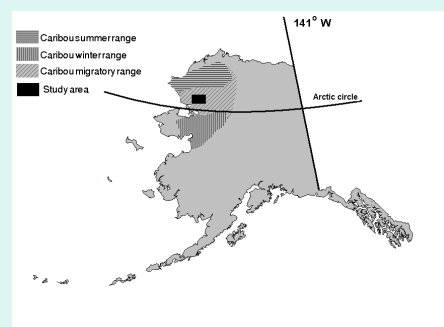 141° W
Caribou summer range
Caribou winter range
Caribou migratory range
Study area
Arctic circle